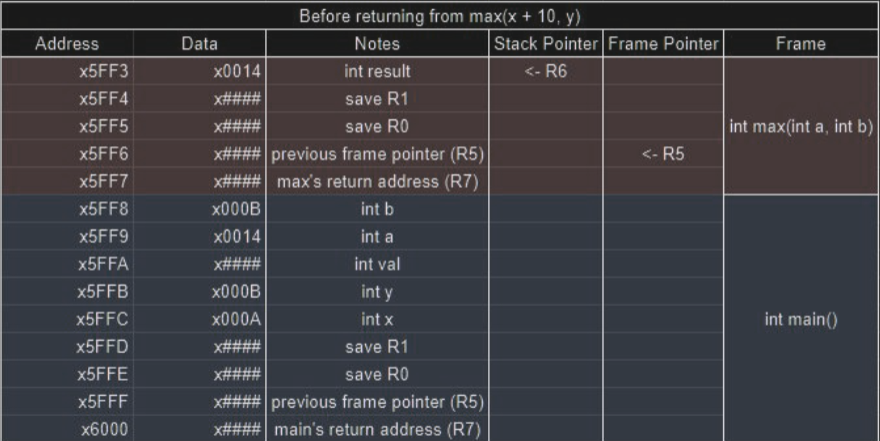 Before returning from max(x + 10, y)
Address Data Notes Stack Pointer Frame Pointer Frame
x5FF3 x0014 int result <- R6
x5FF4 x#### save R1
x5FF5 x#### save R0
int max(int a, int b)
x5FF6 x#### previous frame pointer (R5) <- R5
x5FF7 x#### max's return address (R7)
x5FF8 x000B int b
x5FF9 x0014 int a
x5FFA x#### int val
x5FFB x000B int y
x5FFC x000A int x int main()
x5FFD x#### save R1
x5FFE x#### save R0
x5FFF x#### previous frame pointer (R5)
x6000 x#### main's return address (R7)